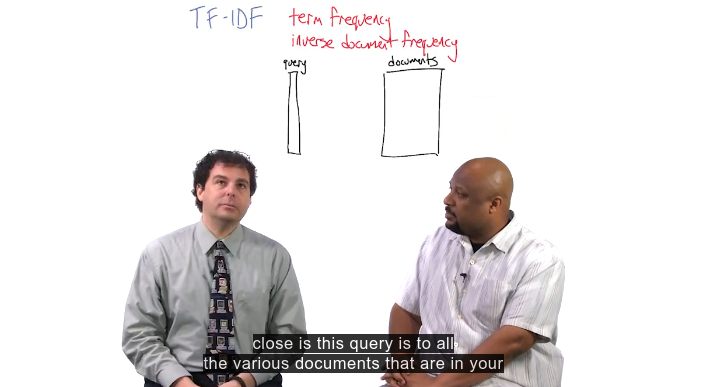 TF-IDF term frequency
inverse document frequency
query documents
close is this query is to all
the various documents that are in your